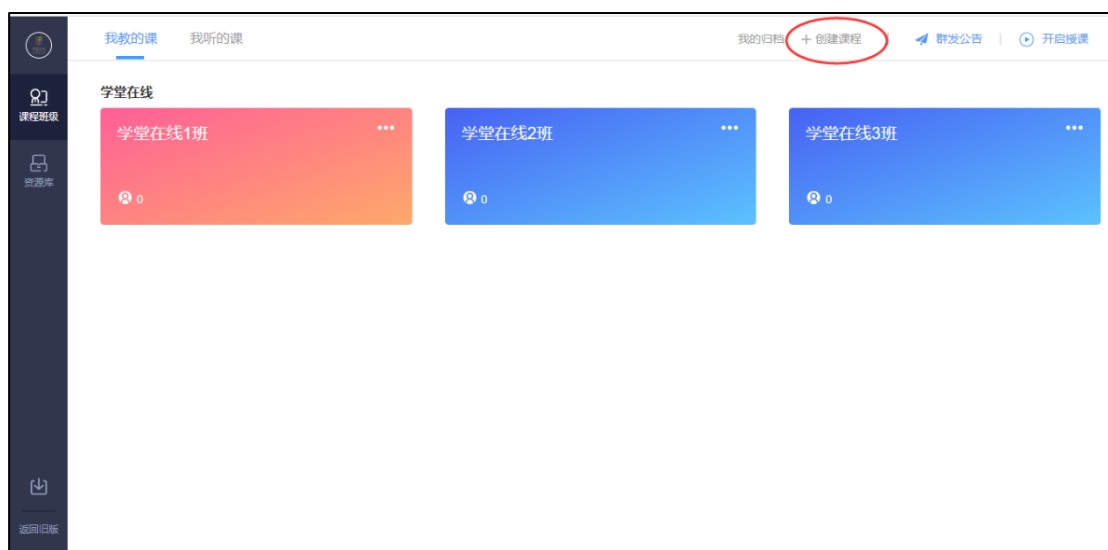 我教的课 我听的课 我的归档 + 创建课程 | 群发公告 | 开启授课
课程班级
资源库
学堂在线
学堂在线1班 ... 学堂在线2班 ... 学堂在线3班 ...
0 0 0
返回旧版